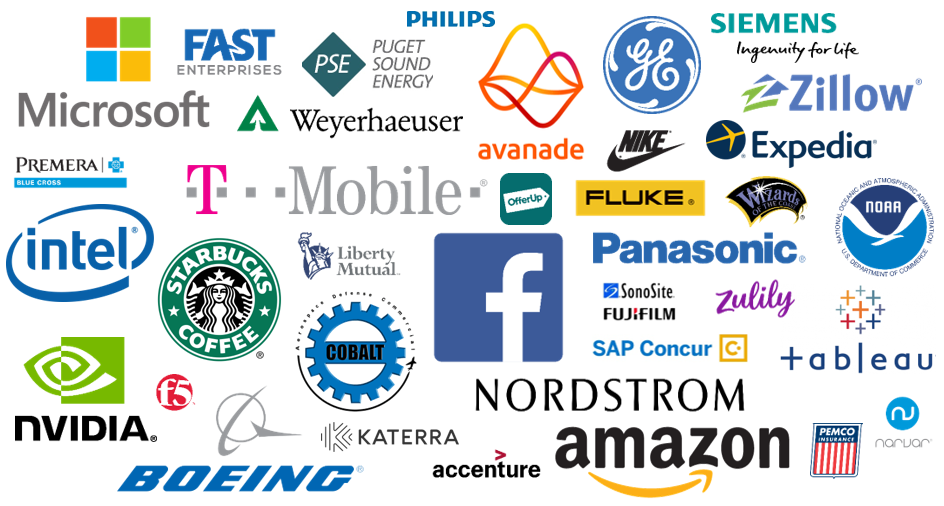 PHILIPS
SIEMENS
Ingenuity for life
Microsoft
FAST
ENTERPRISES
PSE
PUGET
SOUND
ENERGY
GE
Zillow®
Weyerhaeuser
avanade
NIKE
Expedia®
PREMERA
BLUE CROSS
T · · Mobile · ®
OfferUp
FLUKE ®
Wizards
OF THE COAST ®
NATIONAL OCEANIC AND ATMOSPHERIC ADMINISTRATION
NOAA
U.S. DEPARTMENT OF COMMERCE
intel®
STARBUCKS
COFFEE ®
Liberty
Mutual
f
Panasonic®
SonoSite
FUJIFILM
zulily
Aerospace Defense Commercial
COBALT
SAP Concur C
tableau
NVIDIA®
f5
NORDSTROM
KATERRA
BOEING®
accenture
amazon
PEMCO
INSURANCE
narvar